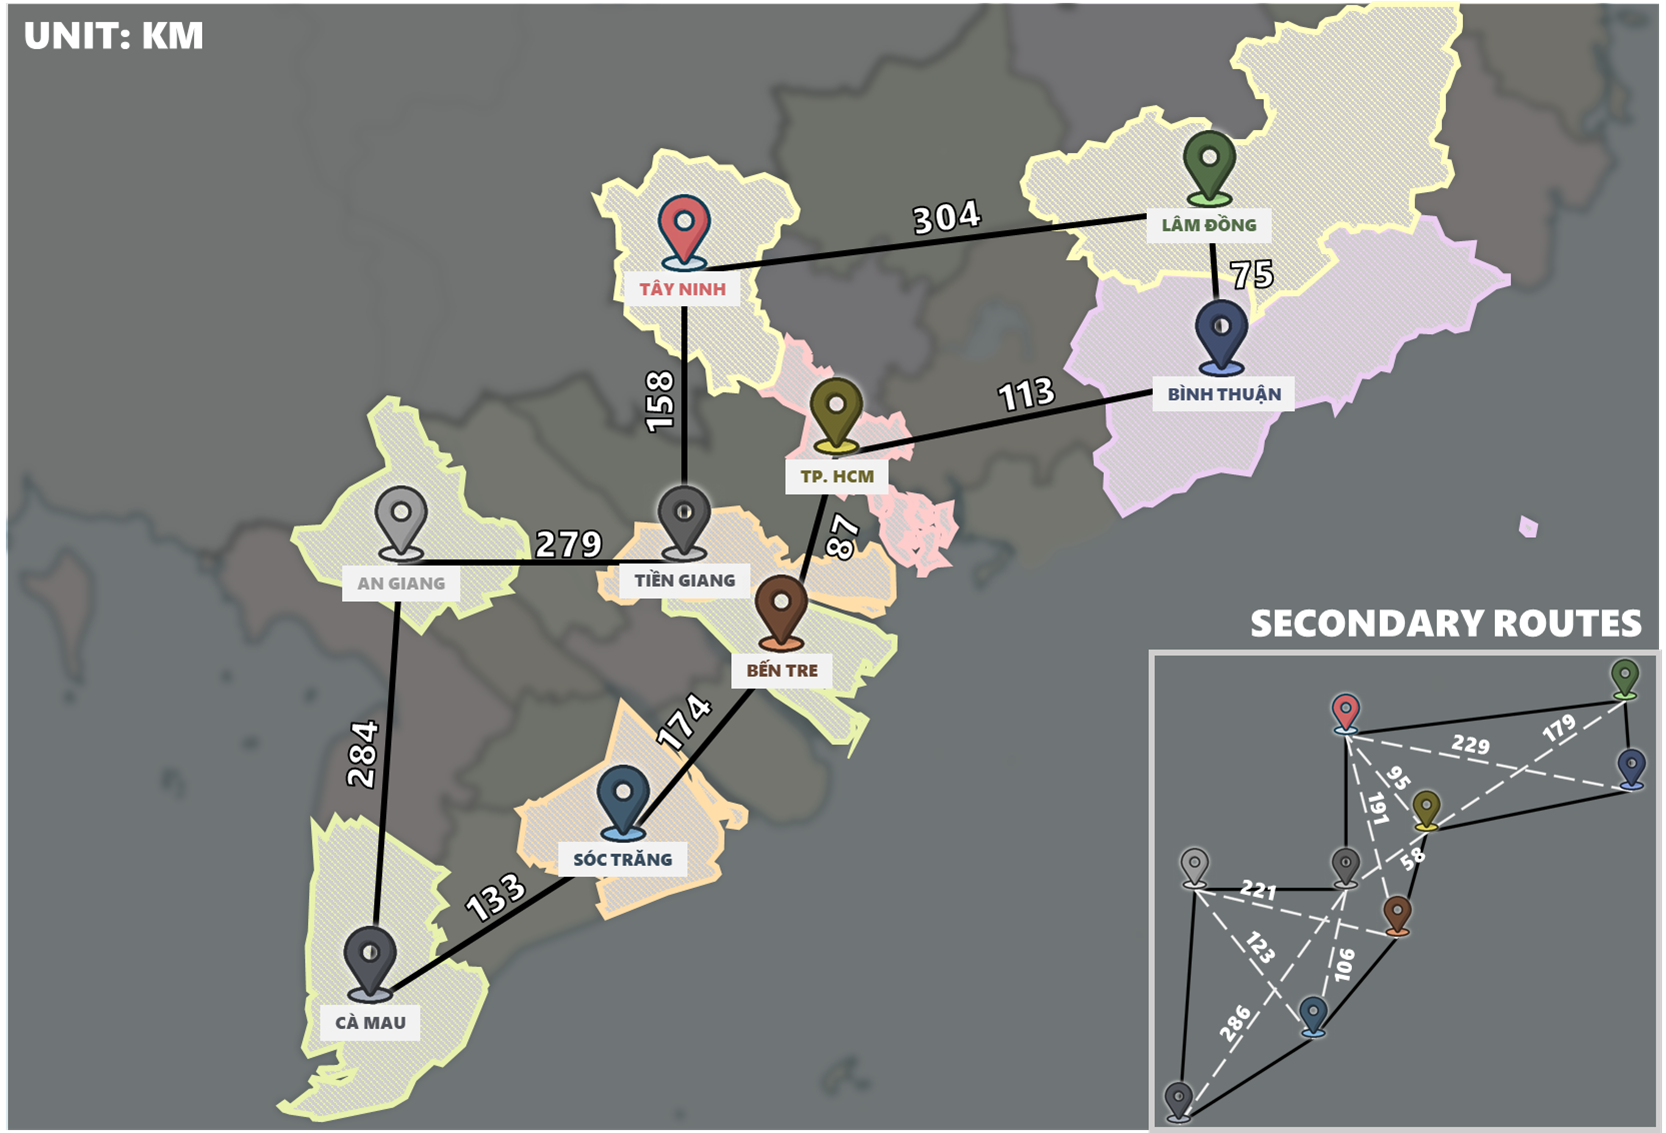 UNIT: KM
LÂM ĐỒNG
304
75
TÂY NINH
158
113
BÌNH THUẬN
TP. HCM
87
279
AN GIANG
TIỀN GIANG
BẾN TRE
174
284
SÓC TRĂNG
133
CÀ MAU
SECONDARY ROUTES
179
229
95
191
58
221
123
106
286